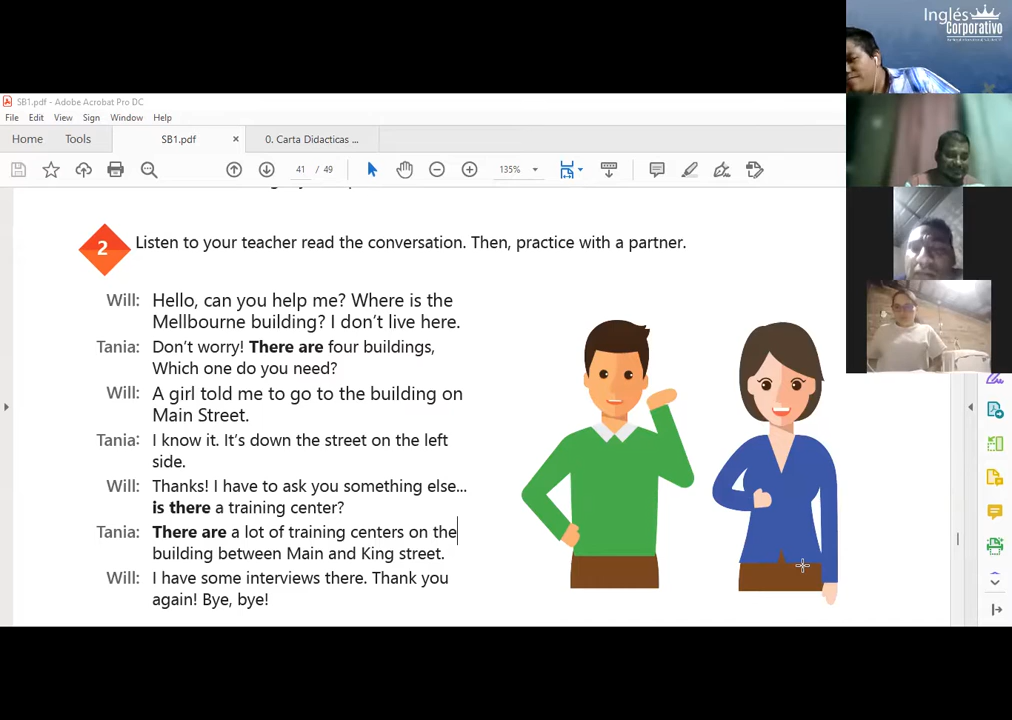 Inglés
Corporativo
SB1.pdf - Adobe Acrobat Pro DC
File Edit View Sign Window Help
Home Tools SB1.pdf × 0. Carta Didacticas ...
41 / 49 135%
2 Listen to your teacher read the conversation. Then, practice with a partner.
Will: Hello, can you help me? Where is the
Mellbourne building? I don't live here.
Tania: Don't worry! There are four buildings,
Which one do you need?
Will: A girl told me to go to the building on
Main Street.
Tania: I know it. It's down the street on the left
side.
Will: Thanks! I have to ask you something else...
is there a training center?
Tania: There are a lot of training centers on the
building between Main and King street.
Will: I have some interviews there. Thank you
again! Bye, bye!